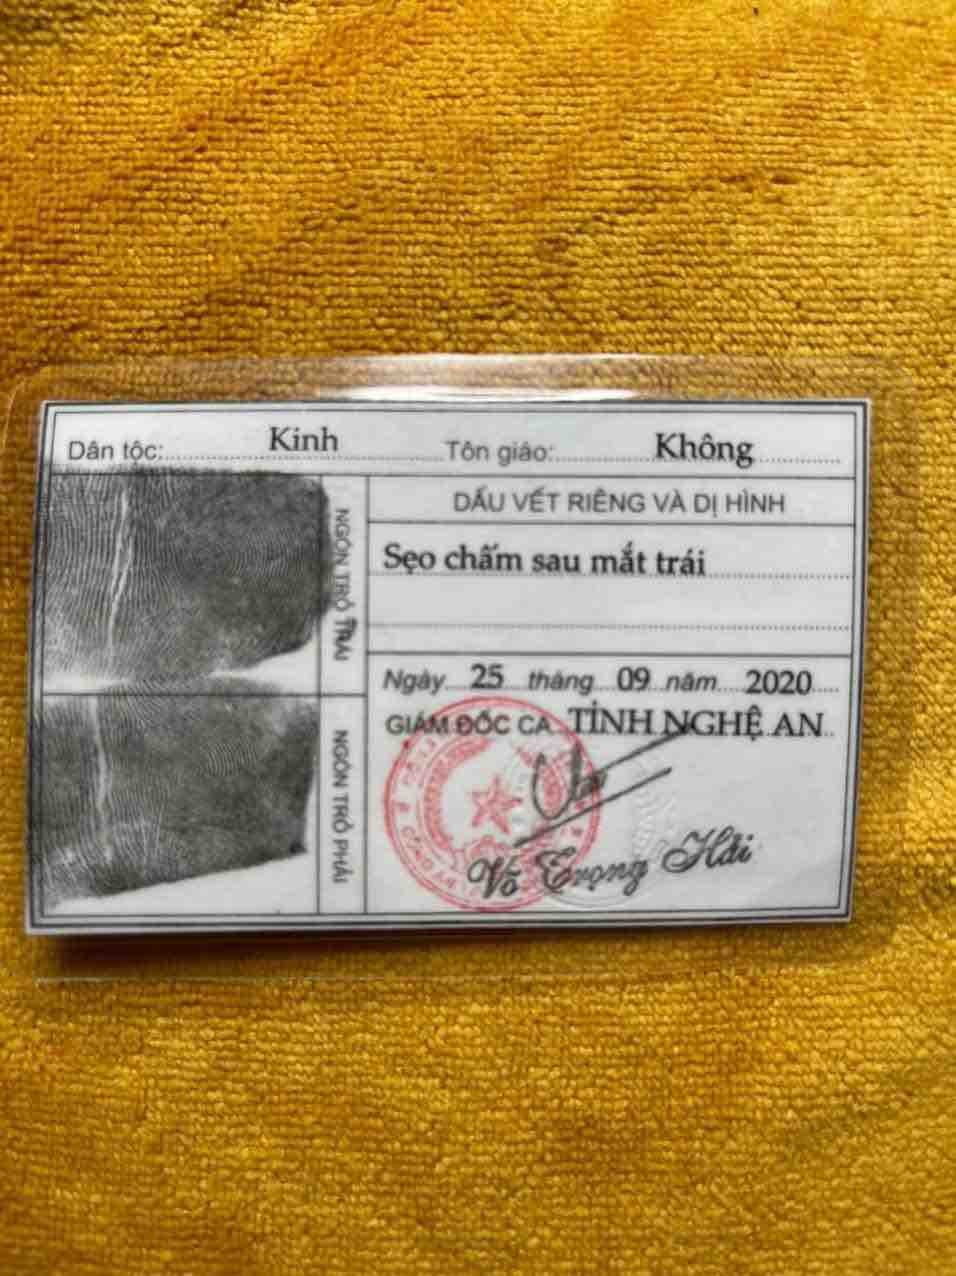 Dân tộc: Kinh Tôn giáo: Không
NGÓN TRỎ TRÁI
DẤU VẾT RIÊNG VÀ DỊ HÌNH
Sẹo chấm sau mắt trái
Ngày 25 tháng 09 năm 2020
GIÁM ĐỐC CA TỈNH NGHỆ AN
NGÓN TRỎ PHẢI
Võ Trọng Hải